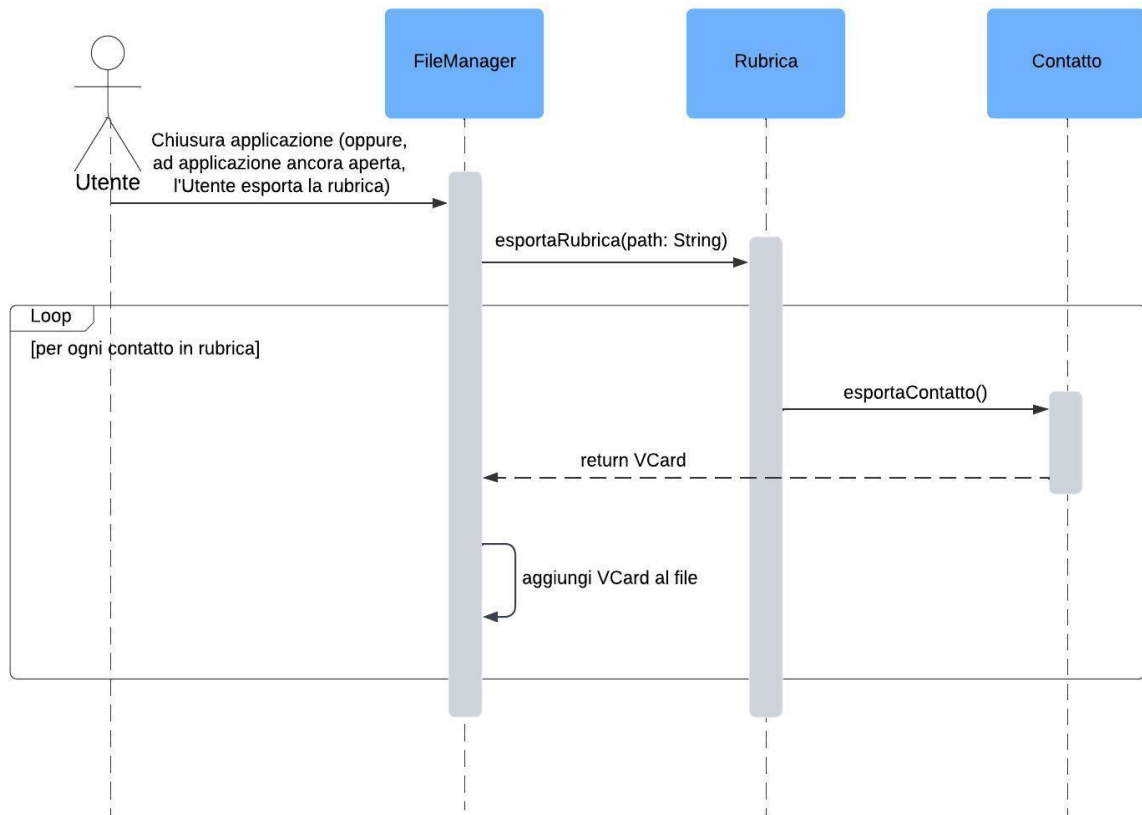 FileManager
Rubrica
Contatto
Utente
Chiusura applicazione (oppure,
ad applicazione ancora aperta,
l'Utente esporta la rubrica)
esportaRubrica(path: String)
Loop
[per ogni contatto in rubrica]
esportaContatto()
return VCard
aggiungi VCard al file